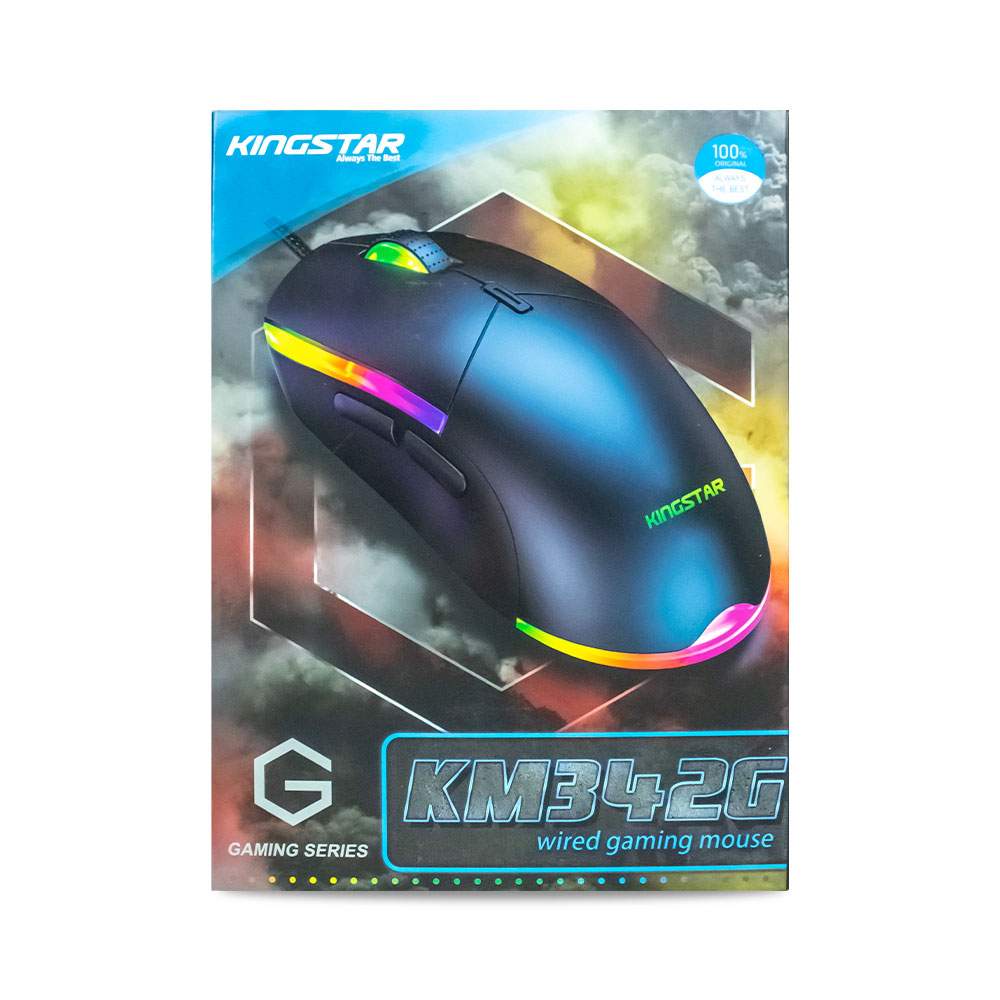 KINGSTAR
Always The Best
100%
ORIGINAL
ALWAYS
THE BEST
KINGSTAR
G
GAMING SERIES
KM342G
wired gaming mouse